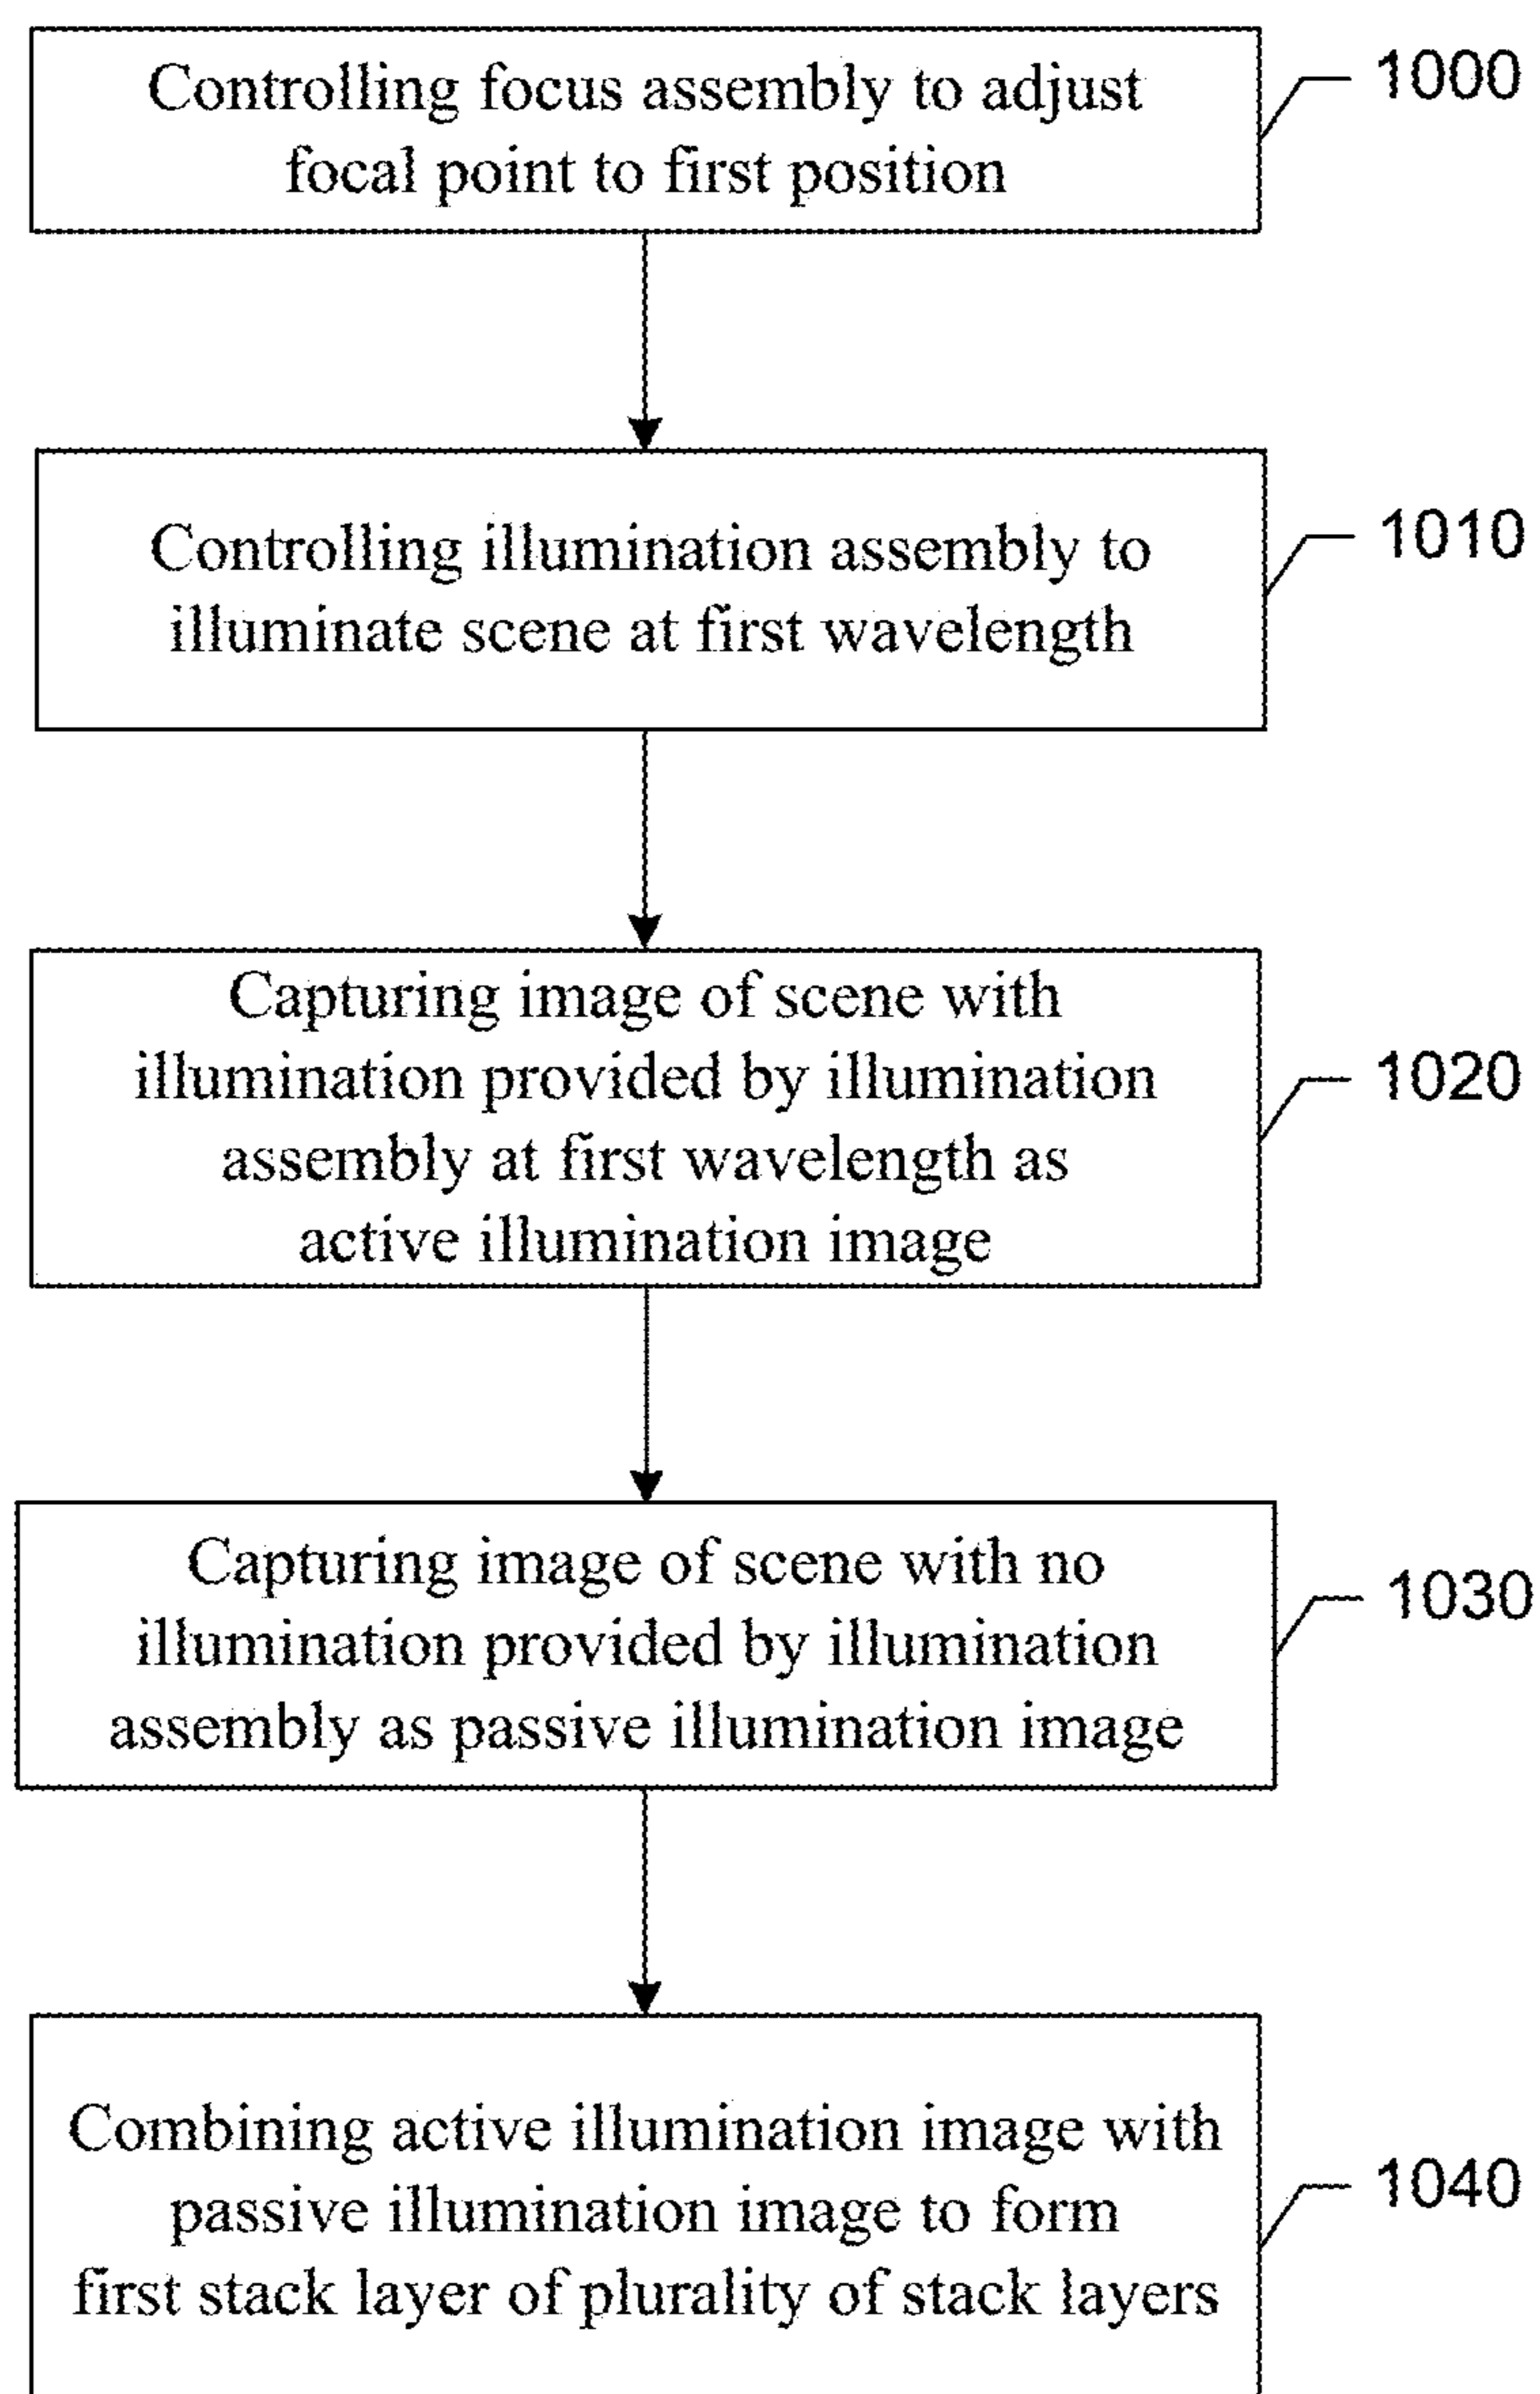 Controlling focus assembly to adjust
focal point to first position
1000
Controlling illumination assembly to
illuminate scene at first wavelength
1010
Capturing image of scene with
illumination provided by illumination
assembly at first wavelength as
active illumination image
1020
Capturing image of scene with no
illumination provided by illumination
assembly as passive illumination image
1030
Combining active illumination image with
passive illumination image to form
first stack layer of plurality of stack layers
1040